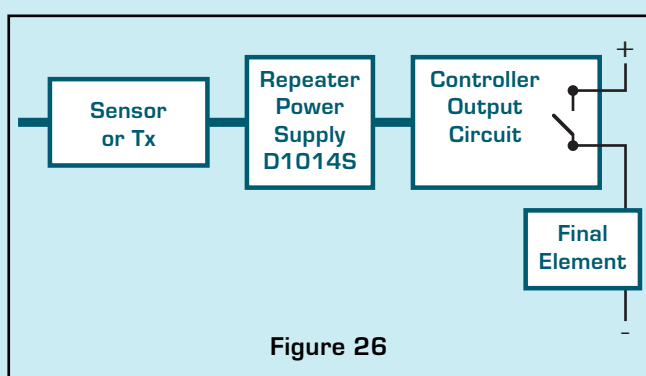 Sensor
or Tx
Repeater
Power
Supply
D1014S
Controller
Output
Circuit
+
Final
Element
-
Figure 26